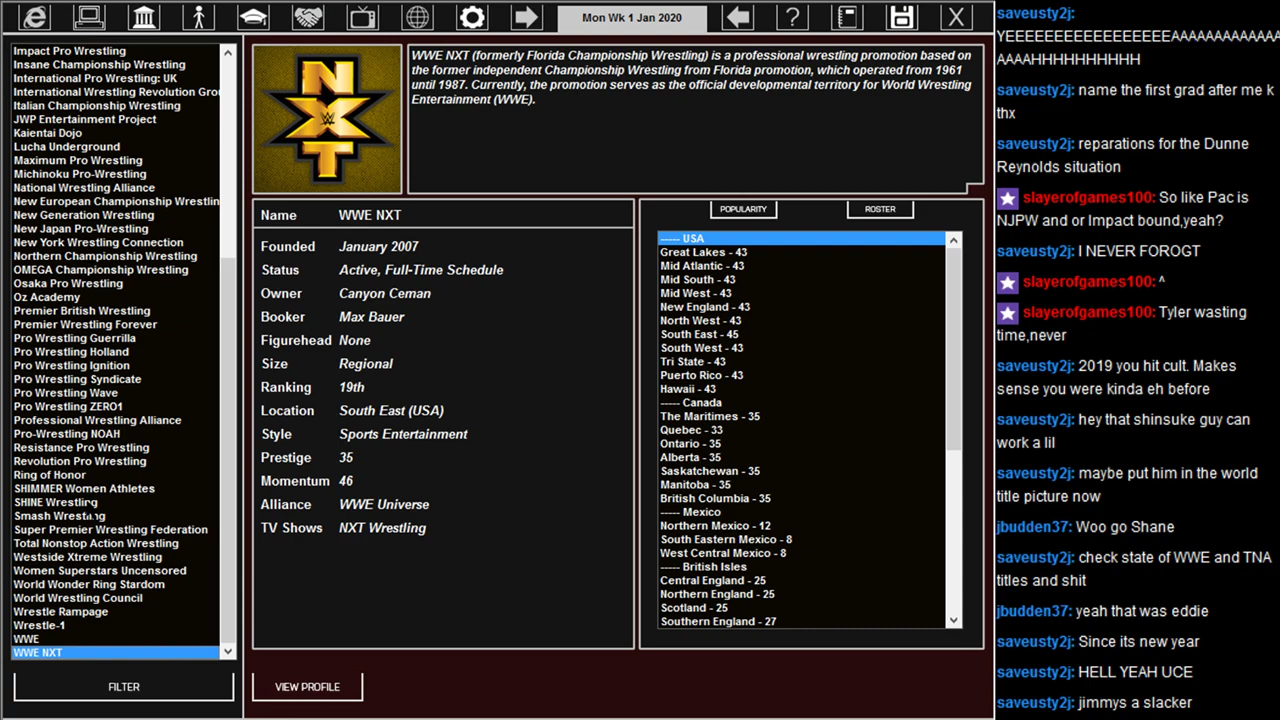 Mon Wk 1 Jan 2020
Impact Pro Wrestling
Insane Championship Wrestling
International Pro Wrestling: UK
International Wrestling Revolution Grou
Italian Championship Wrestling
JWP Entertainment Project
Kaientai Dojo
Lucha Underground
Maximum Pro Wrestling
Michinoku Pro-Wrestling
National Wrestling Alliance
New European Championship Wrestlin
New Generation Wrestling
New Japan Pro-Wrestling
New York Wrestling Connection
Northern Championship Wrestling
OMEGA Championship Wrestling
Osaka Pro Wrestling
Oz Academy
Premier British Wrestling
Premier Wrestling Forever
Pro Wrestling Guerrilla
Pro Wrestling Holland
Pro Wrestling Ignition
Pro Wrestling Syndicate
Pro Wrestling Wave
Pro Wrestling ZERO1
Professional Wrestling Alliance
Pro-Wrestling NOAH
Resistance Pro Wrestling
Revolution Pro Wrestling
Ring of Honor
SHIMMER Women Athletes
SHINE Wrestling
Smash Wrestling
Super Premier Wrestling Federation
Total Nonstop Action Wrestling
Westside Xtreme Wrestling
Women Superstars Uncensored
World Wonder Ring Stardom
World Wrestling Council
Wrestle Rampage
Wrestle-1
WWE
WWE NXT
FILTER
NXT
W
WWE NXT (formerly Florida Championship Wrestling) is a professional wrestling promotion based on
the former independent Championship Wrestling from Florida promotion, which operated from 1961
until 1987. Currently, the promotion serves as the official developmental territory for World Wrestling
Entertainment (WWE).
Name WWE NXT
Founded January 2007
Status Active, Full-Time Schedule
Owner Canyon Ceman
Booker Max Bauer
Figurehead None
Size Regional
Ranking 19th
Location South East (USA)
Style Sports Entertainment
Prestige 35
Momentum 46
Alliance WWE Universe
TV Shows NXT Wrestling
VIEW PROFILE
POPULARITY
ROSTER
----- USA
Great Lakes - 43
Mid Atlantic - 43
Mid South - 43
Mid West - 43
New England - 43
North West - 43
South East - 45
South West - 43
Tri State - 43
Puerto Rico - 43
Hawaii - 43
----- Canada
The Maritimes - 35
Quebec - 33
Ontario - 35
Alberta - 35
Saskatchewan - 35
Manitoba - 35
British Columbia - 35
----- Mexico
Northern Mexico - 12
South Eastern Mexico - 8
West Central Mexico - 8
----- British Isles
Central England - 25
Northern England - 25
Scotland - 25
Southern England - 27
saveusty2j:
YEEEEEEEEEEEEEEEEEAAAAAAAAAAAAA
AAAAHHHHHHHHHH
saveusty2j: name the first grad after me k
thx
saveusty2j: reparations for the Dunne
Reynolds situation
slayerofgames100: So like Pac is
NJPW and or Impact bound,yeah?
saveusty2j: I NEVER FOROGT
slayerofgames100: ^
slayerofgames100: Tyler wasting
time,never
saveusty2j: 2019 you hit cult. Makes
sense you were kinda eh before
saveusty2j: hey that shinsuke guy can
work a lil
saveusty2j: maybe put him in the world
title picture now
jbudden37: Woo go Shane
saveusty2j: check state of WWE and TNA
titles and shit
jbudden37: yeah that was eddie
saveusty2j: Since its new year
saveusty2j: HELL YEAH UCE
saveusty2j: jimmys a slacker